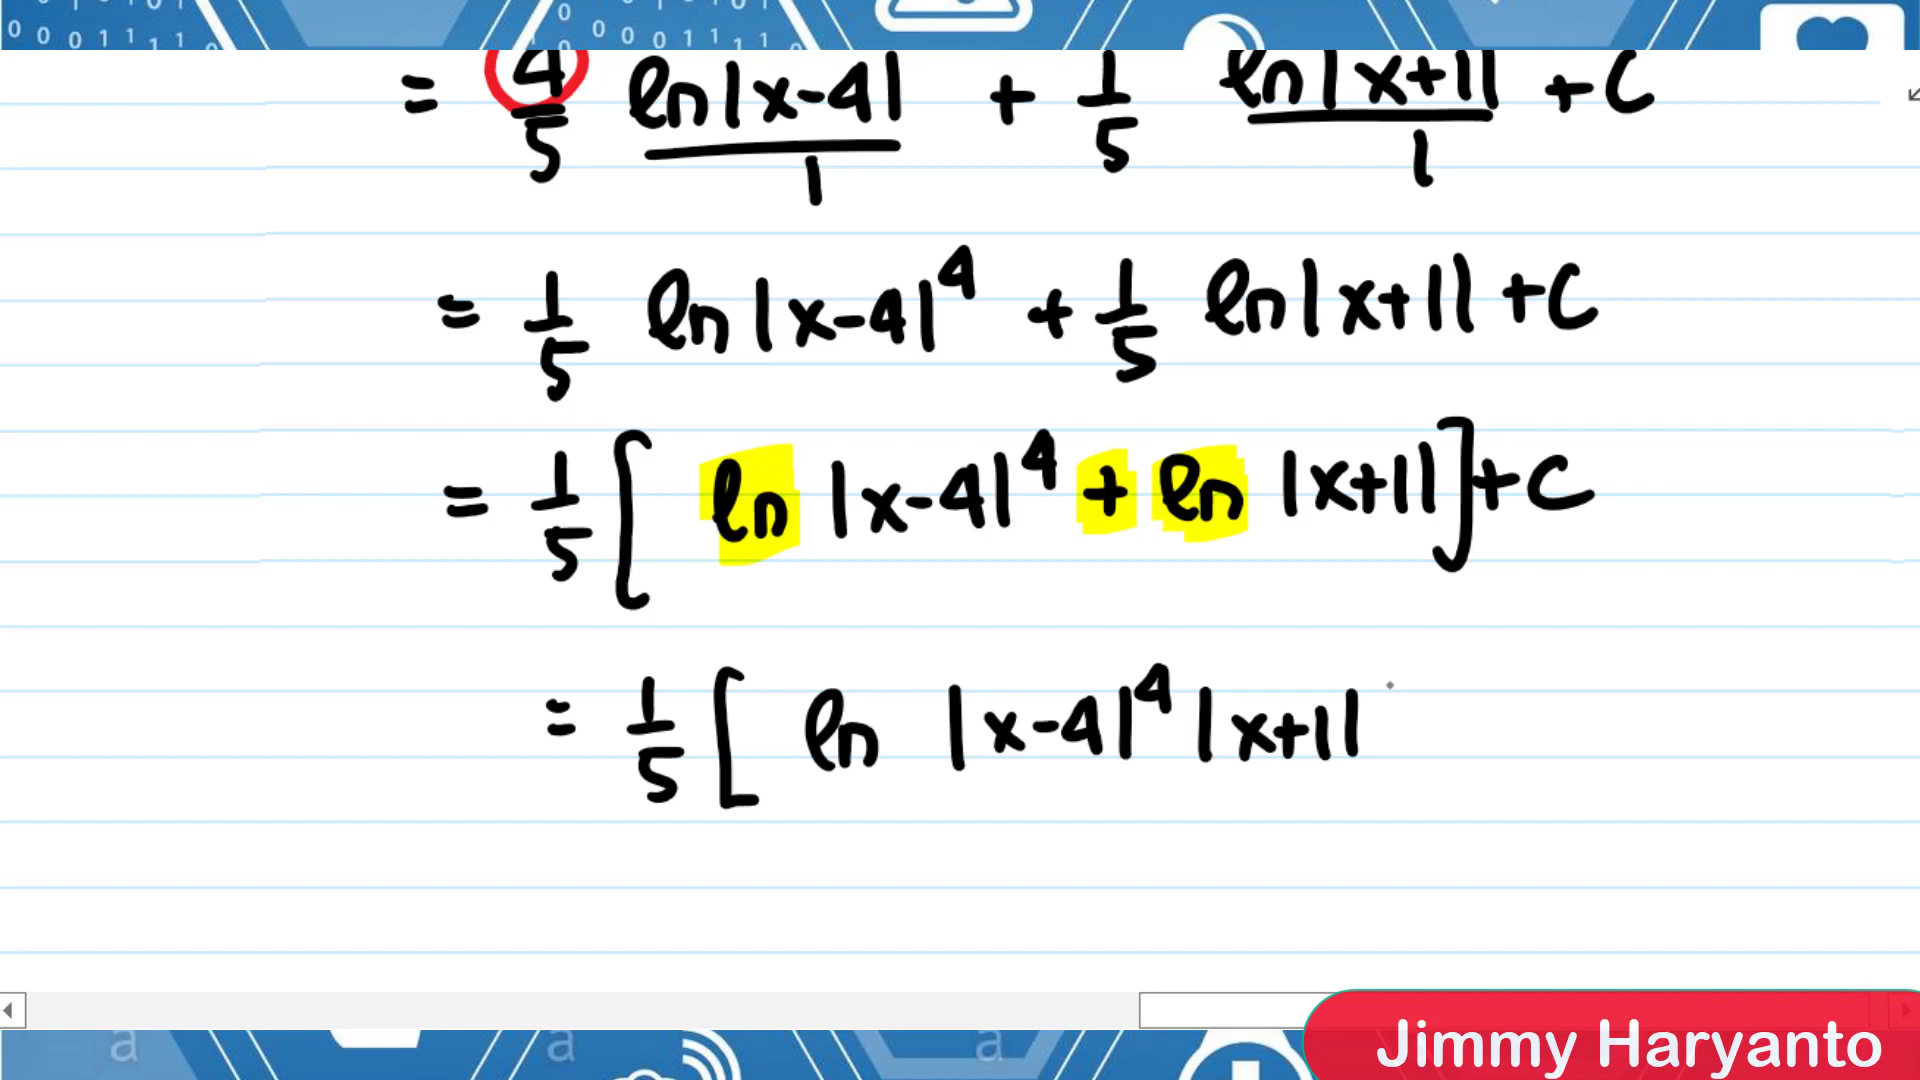 = 4/5 ln|x-4|/1 + 1/5 ln|x+1|/1 + C
= 1/5 ln|x-4|^4 + 1/5 ln|x+1| + C
= 1/5 [ ln |x-4|^4 + ln |x+1| ] + C
= 1/5 [ ln |x-4|^4 |x+1|
Jimmy Haryanto